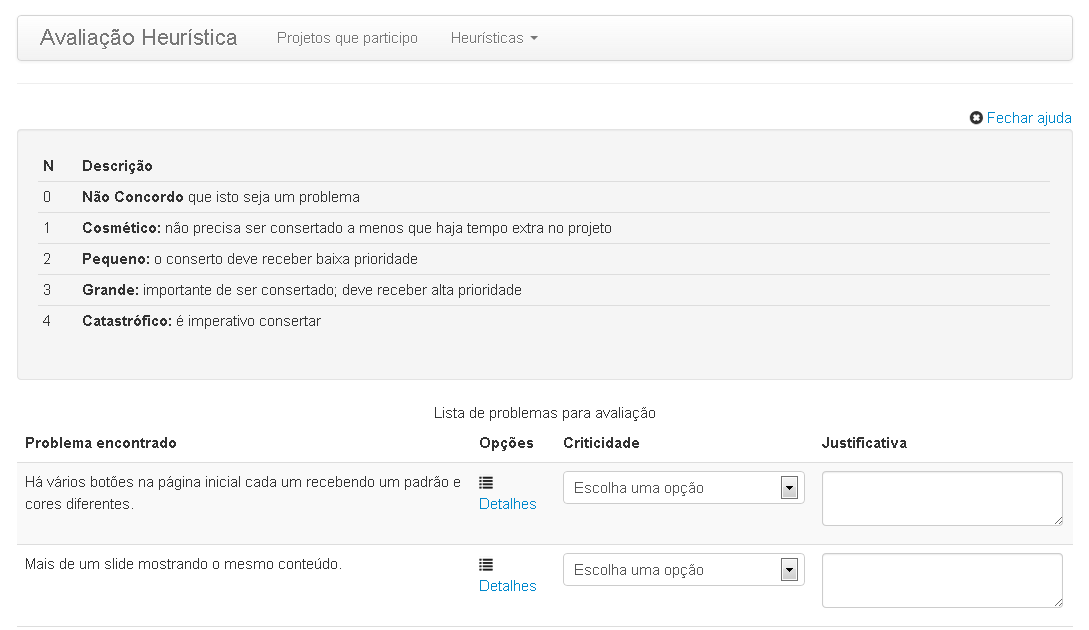 Avaliação Heurística Projetos que participo Heurísticas
Fechar ajuda
N Descrição
0 Não Concordo que isto seja um problema
1 Cosmético: não precisa ser consertado a menos que haja tempo extra no projeto
2 Pequeno: o conserto deve receber baixa prioridade
3 Grande: importante de ser consertado; deve receber alta prioridade
4 Catastrófico: é imperativo consertar
Lista de problemas para avaliação
Problema encontrado Opções Criticidade Justificativa
Há vários botões na página inicial cada um recebendo um padrão e
cores diferentes.
Detalhes
Escolha uma opção
Mais de um slide mostrando o mesmo conteúdo.
Detalhes
Escolha uma opção